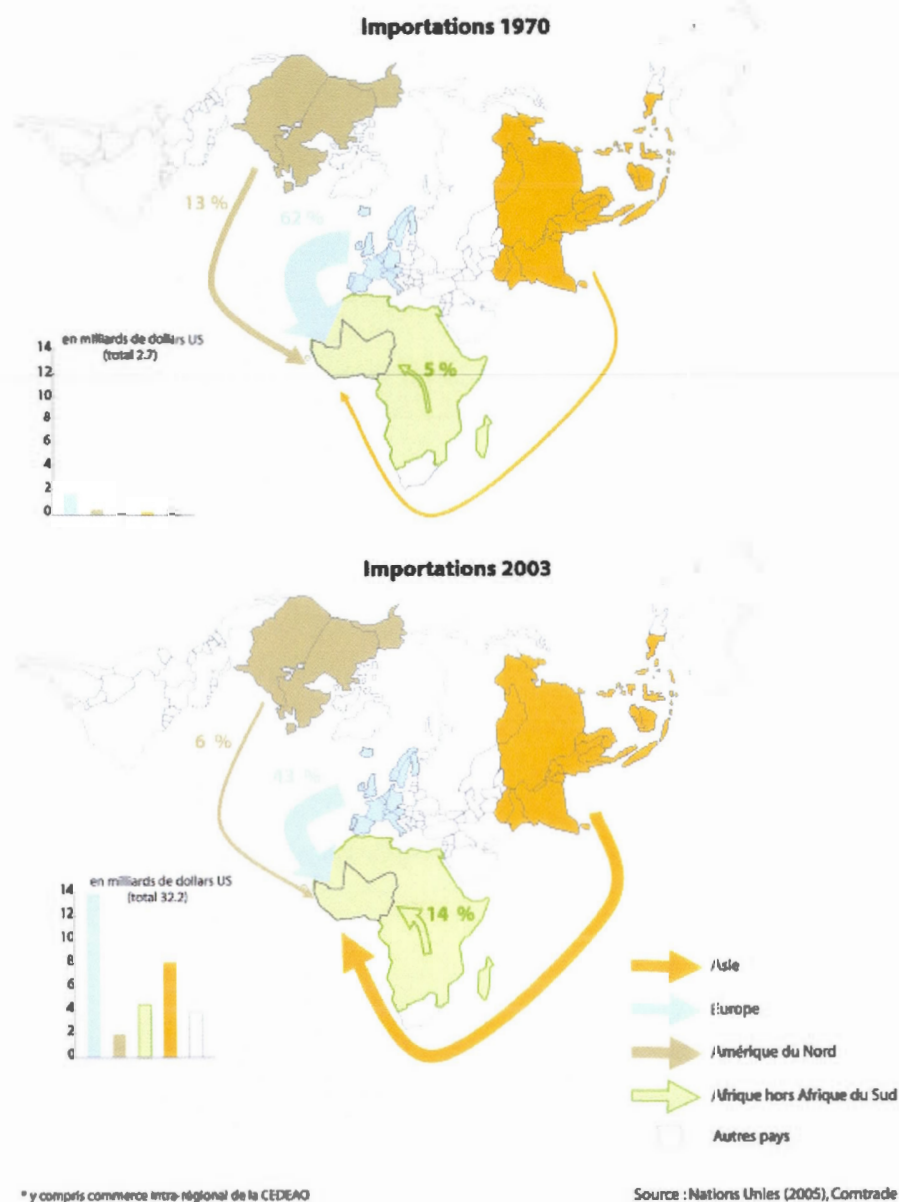 Importations 1970
13 %
62 %
5 %
en milliards de dollars US
(total 2.7)
14
12
10
8
6
4
2
0
Importations 2003
6 %
43 %
14 %
en milliards de dollars US
(total 32.2)
14
12
10
8
6
4
2
0
Asie
Europe
Amérique du Nord
Afrique hors Afrique du Sud
Autres pays
* y compris commerce intra-régional de la CEDEAO
Source : Nations Unies (2005), Comtrade